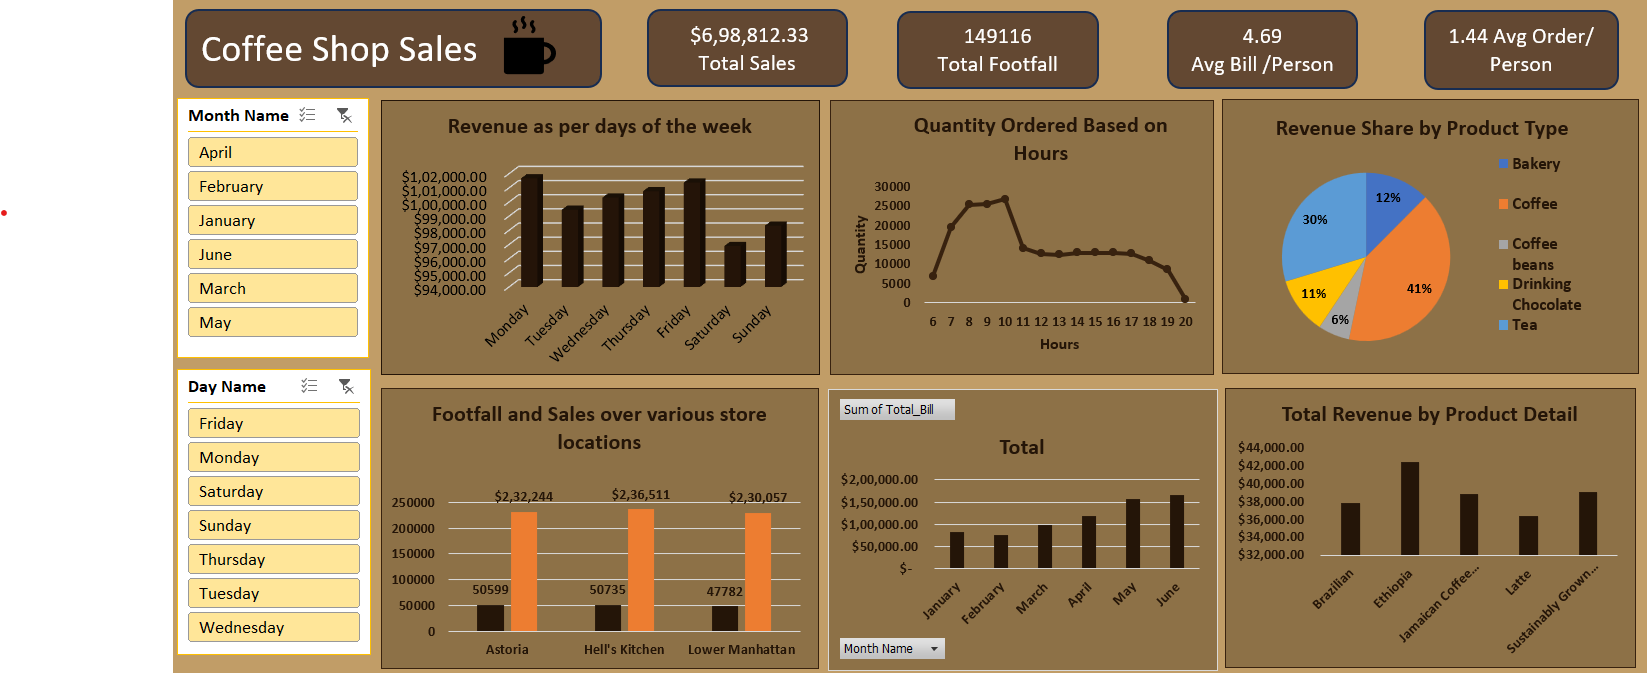 Coffee Shop Sales
$6,98,812.33
Total Sales
149116
Total Footfall
4.69
Avg Bill /Person
1.44 Avg Order/
Person
Month Name
April
February
January
June
March
May
Day Name
Friday
Monday
Saturday
Sunday
Thursday
Tuesday
Wednesday
Revenue as per days of the week
$1,02,000.00
$1,01,000.00
$1,00,000.00
$99,000.00
$98,000.00
$97,000.00
$96,000.00
$95,000.00
$94,000.00
Monday
Tuesday
Wednesday
Thursday
Friday
Saturday
Sunday
Quantity Ordered Based on
Hours
Quantity
30000
25000
20000
15000
10000
5000
0
6 7 8 9 10 11 12 13 14 15 16 17 18 19 20
Hours
Revenue Share by Product Type
12%
41%
6%
11%
30%
Bakery
Coffee
Coffee
beans
Drinking
Chocolate
Tea
Footfall and Sales over various store
locations
250000
200000
150000
100000
50000
0
$2,32,244
$2,36,511
$2,30,057
50599
50735
47782
Astoria
Hell's Kitchen
Lower Manhattan
Sum of Total_Bill
Total
$2,00,000.00
$1,50,000.00
$1,00,000.00
$50,000.00
$-
January
February
March
April
May
June
Month Name
Total Revenue by Product Detail
$44,000.00
$42,000.00
$40,000.00
$38,000.00
$36,000.00
$34,000.00
$32,000.00
Brazilian
Ethiopia
Jamaican Coffee...
Latte
Sustainably Grown...